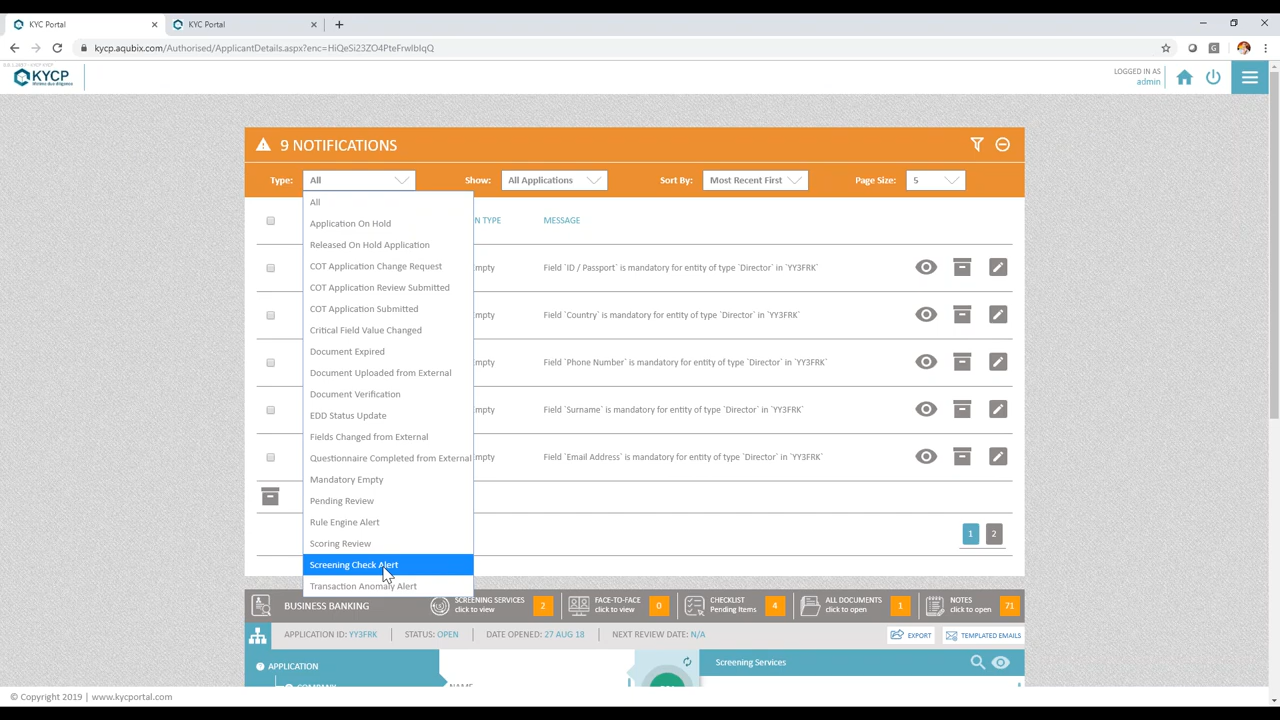 KYC Portal
KYC Portal
kycp.aqubix.com/Authorised/ApplicantDetails.aspx?enc=HiQeSi23ZO4PteFrwIbIqQ
KYCP
LOGGED IN AS
admin
9 NOTIFICATIONS
Type: All Show: All Applications Sort By: Most Recent First Page Size: 5
N TYPE MESSAGE
mpty Field `ID / Passport` is mandatory for entity of type `Director` in `YY3FRK`
mpty Field `Country` is mandatory for entity of type `Director` in `YY3FRK`
mpty Field `Phone Number` is mandatory for entity of type `Director` in `YY3FRK`
mpty Field `Surname` is mandatory for entity of type `Director` in `YY3FRK`
mpty Field `Email Address` is mandatory for entity of type `Director` in `YY3FRK`
All
Application On Hold
Released On Hold Application
COT Application Change Request
COT Application Review Submitted
COT Application Submitted
Critical Field Value Changed
Document Expired
Document Uploaded from External
Document Verification
EDD Status Update
Fields Changed from External
Questionnaire Completed from External
Mandatory Empty
Pending Review
Rule Engine Alert
Scoring Review
Screening Check Alert
Transaction Anomaly Alert
1 2
BUSINESS BANKING
SCREENING SERVICES
click to view
2
FACE-TO-FACE
click to view
0
CHECKLIST
Pending Items
4
ALL DOCUMENTS
click to open
1
NOTES
click to open
71
APPLICATION ID: YY3FRK STATUS: OPEN DATE OPENED: 27 AUG 18 NEXT REVIEW DATE: N/A EXPORT TEMPLATED EMAILS
APPLICATION
COMPANY
NAME
Screening Services
© Copyright 2019 | www.kycportal.com